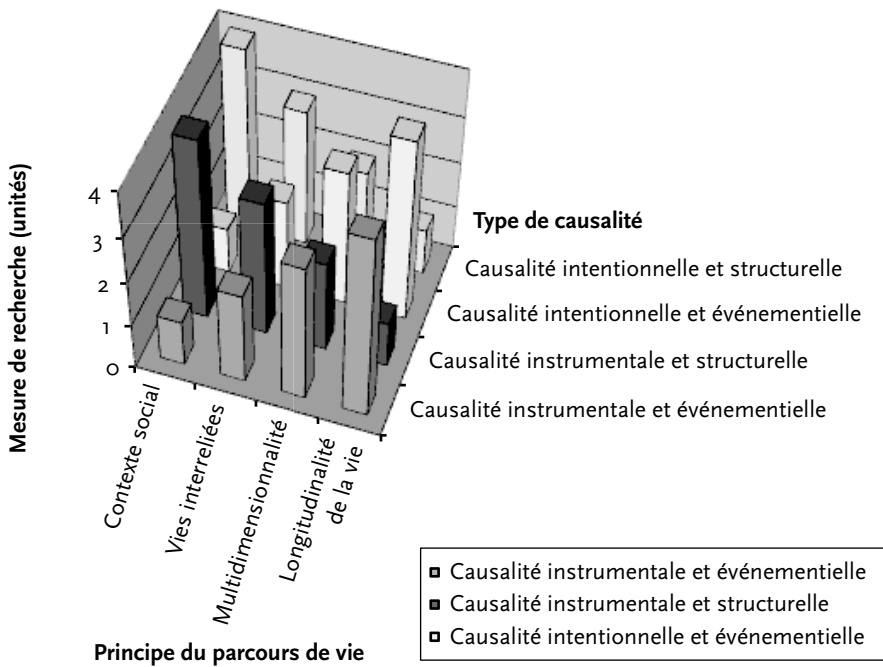 Mesure de recherche (unités)
4
3
2
1
0
Contexte social
Vies interreliées
Multidimensionnalité
Longitudinalité
de la vie
Principe du parcours de vie
Type de causalité
Causalité intentionnelle et structurelle
Causalité intentionnelle et événementielle
Causalité instrumentale et structurelle
Causalité instrumentale et événementielle
Causalité instrumentale et événementielle
Causalité instrumentale et structurelle
Causalité intentionnelle et événementielle